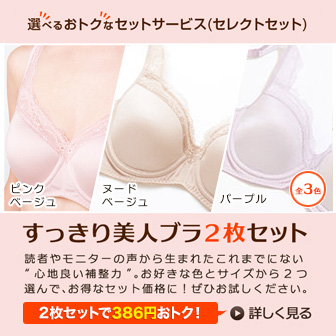 選べるおトクなセットサービス(セレクトセット)
ピンク
ベージュ
ヌード
ベージュ
パープル
全3色
すっきり美人ブラ2枚セット
読者やモニターの声から生まれたこれまでにない
”心地良い補整力”。お好きな色とサイズから2つ
選んで、お得なセット価格に！ぜひお試しください。
2枚セットで386円おトク！
詳しく見る